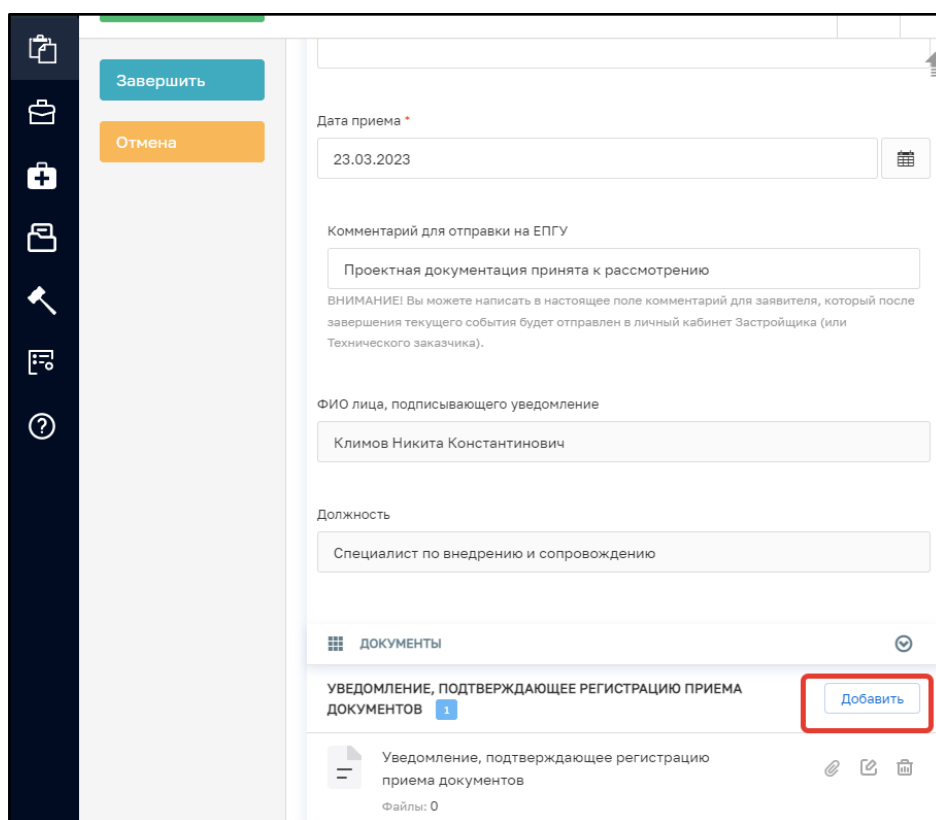 Завершить
Отмена
Дата приема *
23.03.2023
Комментарий для отправки на ЕПГУ
Проектная документация принята к рассмотрению
ВНИМАНИЕ! Вы можете написать в настоящее поле комментарий для заявителя, который после
завершения текущего события будет отправлен в личный кабинет Застройщика (или
Технического заказчика).
ФИО лица, подписывающего уведомление
Климов Никита Константинович
Должность
Специалист по внедрению и сопровождению
ДОКУМЕНТЫ
УВЕДОМЛЕНИЕ, ПОДТВЕРЖДАЮЩЕЕ РЕГИСТРАЦИЮ ПРИЕМА
ДОКУМЕНТОВ 1
Добавить
Уведомление, подтверждающее регистрацию
приема документов
Файлы: 0